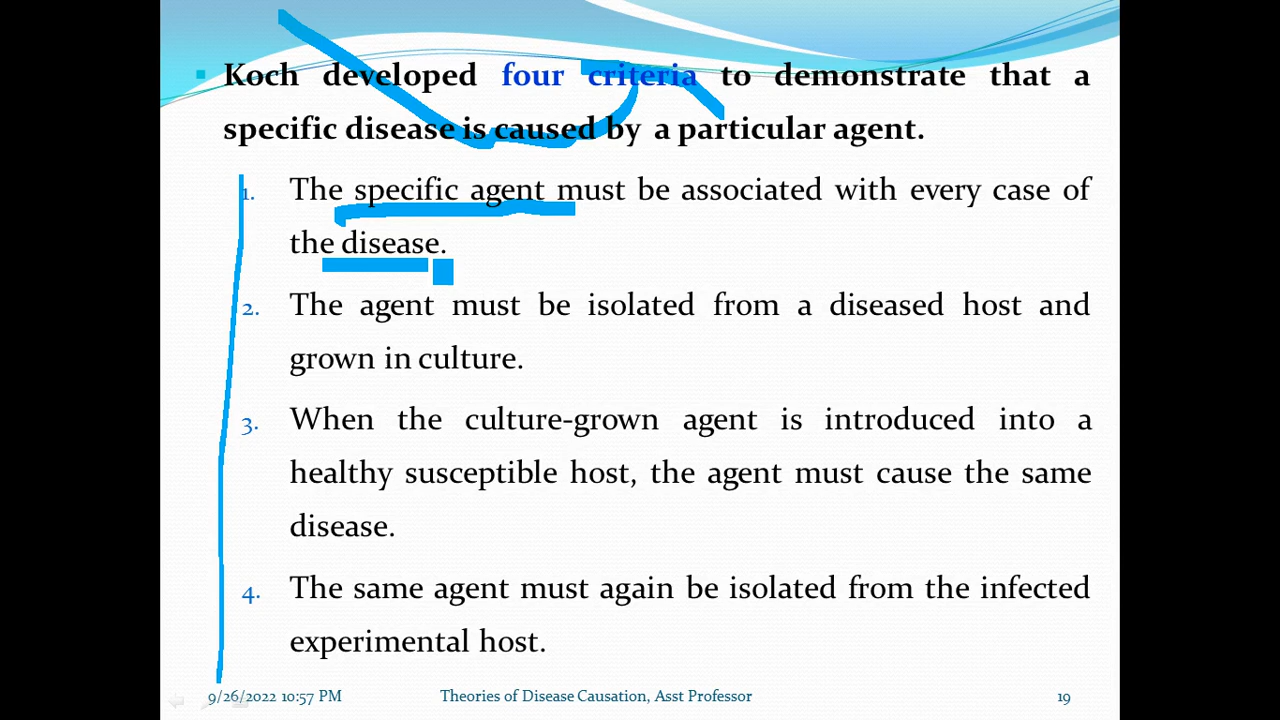 Koch developed four criteria to demonstrate that a
specific disease is caused by a particular agent.
1. The specific agent must be associated with every case of
the disease.
2. The agent must be isolated from a diseased host and
grown in culture.
3. When the culture-grown agent is introduced into a
healthy susceptible host, the agent must cause the same
disease.
4. The same agent must again be isolated from the infected
experimental host.
9/26/2022 10:57 PM Theories of Disease Causation, Asst Professor 19